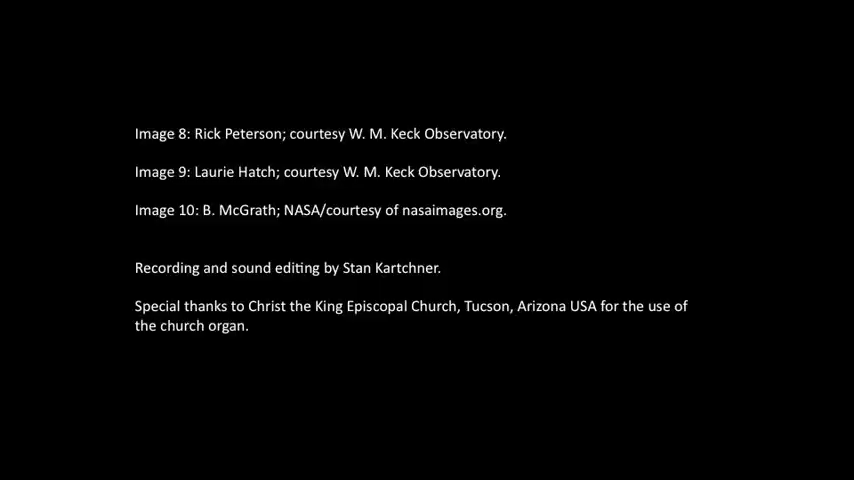 Image 8: Rick Peterson; courtesy W. M. Keck Observatory.
Image 9: Laurie Hatch; courtesy W. M. Keck Observatory.
Image 10: B. McGrath; NASA/courtesy of nasaimages.org.
Recording and sound editing by Stan Kartchner.
Special thanks to Christ the King Episcopal Church, Tucson, Arizona USA for the use of
the church organ.